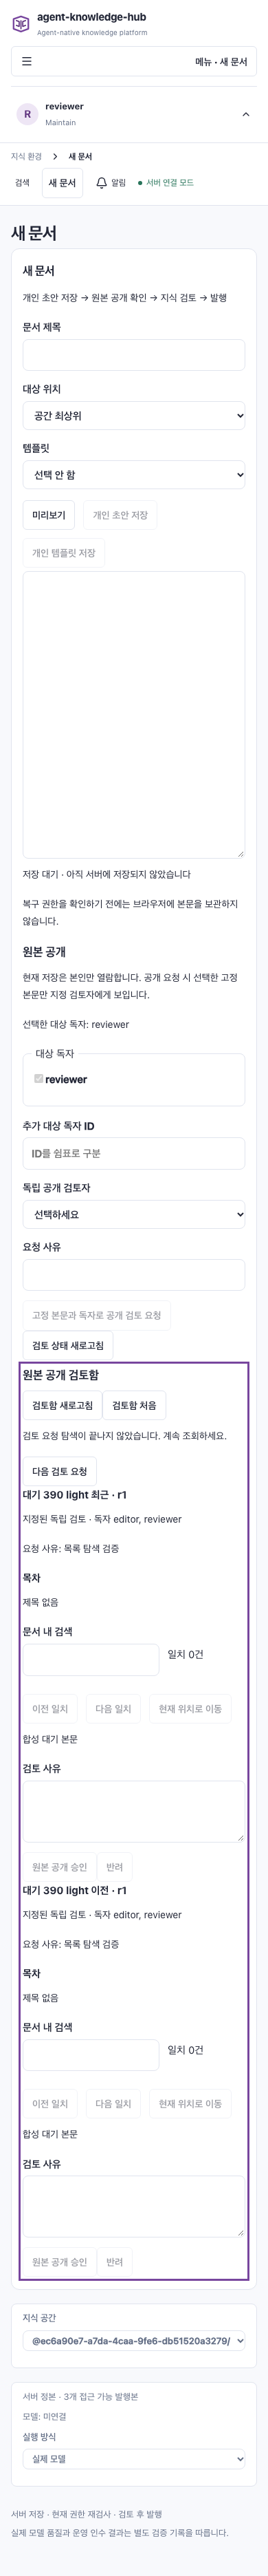 agent-knowledge-hub
Agent-native knowledge platform
메뉴 · 새 문서
R
reviewer
Maintain
지식 환경
새 문서
검색
새 문서
알림
서버 연결 모드
새 문서
새 문서
개인 초안 저장 → 원본 공개 확인 → 지식 검토 → 발행
문서 제목
대상 위치
공간 최상위
템플릿
선택 안 함
미리보기
개인 초안 저장
개인 템플릿 저장
저장 대기 · 아직 서버에 저장되지 않았습니다
복구 권한을 확인하기 전에는 브라우저에 본문을 보관하지
않습니다.
원본 공개
현재 저장은 본인만 열람합니다. 공개 요청 시 선택한 고정
본문만 지정 검토자에게 보입니다.
선택한 대상 독자: reviewer
대상 독자
reviewer
추가 대상 독자 ID
ID를 쉼표로 구분
독립 공개 검토자
선택하세요
요청 사유
고정 본문과 독자로 공개 검토 요청
검토 상태 새로고침
원본 공개 검토함
검토함 새로고침
검토함 처음
검토 요청 탐색이 끝나지 않았습니다. 계속 조회하세요.
다음 검토 요청
대기 390 light 최근 · r1
지정된 독립 검토 · 독자 editor, reviewer
요청 사유: 목록 탐색 검증
목차
제목 없음
문서 내 검색
일치 0건
이전 일치
다음 일치
현재 위치로 이동
합성 대기 본문
검토 사유
원본 공개 승인
반려
대기 390 light 이전 · r1
지정된 독립 검토 · 독자 editor, reviewer
요청 사유: 목록 탐색 검증
목차
제목 없음
문서 내 검색
일치 0건
이전 일치
다음 일치
현재 위치로 이동
합성 대기 본문
검토 사유
원본 공개 승인
반려
지식 공간
@ec6a90e7-a7da-4caa-9fe6-db51520a3279/
서버 정본 · 3개 접근 가능 발행본
모델: 미연결
실행 방식
실제 모델
서버 저장 · 현재 권한 재검사 · 검토 후 발행
실제 모델 품질과 운영 인수 결과는 별도 검증 기록을 따릅니다.